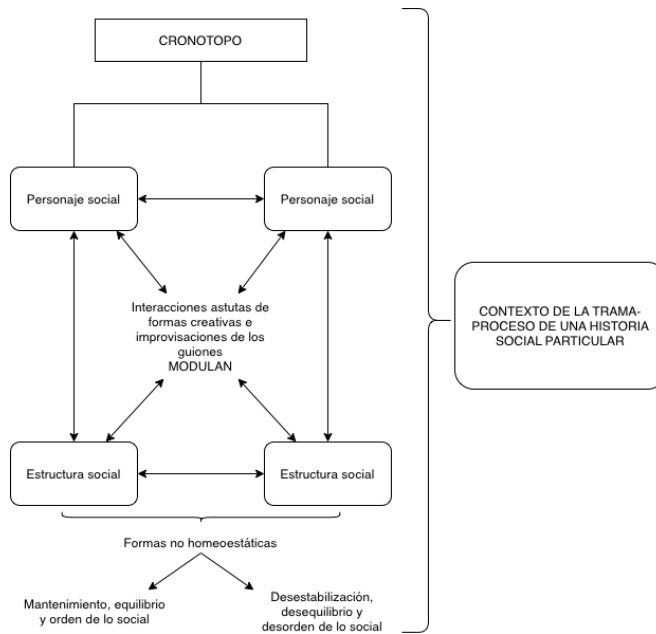 CRONOTOPO
Personaje social
Personaje social
Interacciones astutas de
formas creativas e
improvisaciones de los
guiones
MODULAN
CONTEXTO DE LA TRAMA-
PROCESO DE UNA HISTORIA
SOCIAL PARTICULAR
Estructura social
Estructura social
Formas no homeoestáticas
Mantenimiento, equilibrio
y orden de lo social
Desestabilización,
desequilibrio y
desorden de lo social